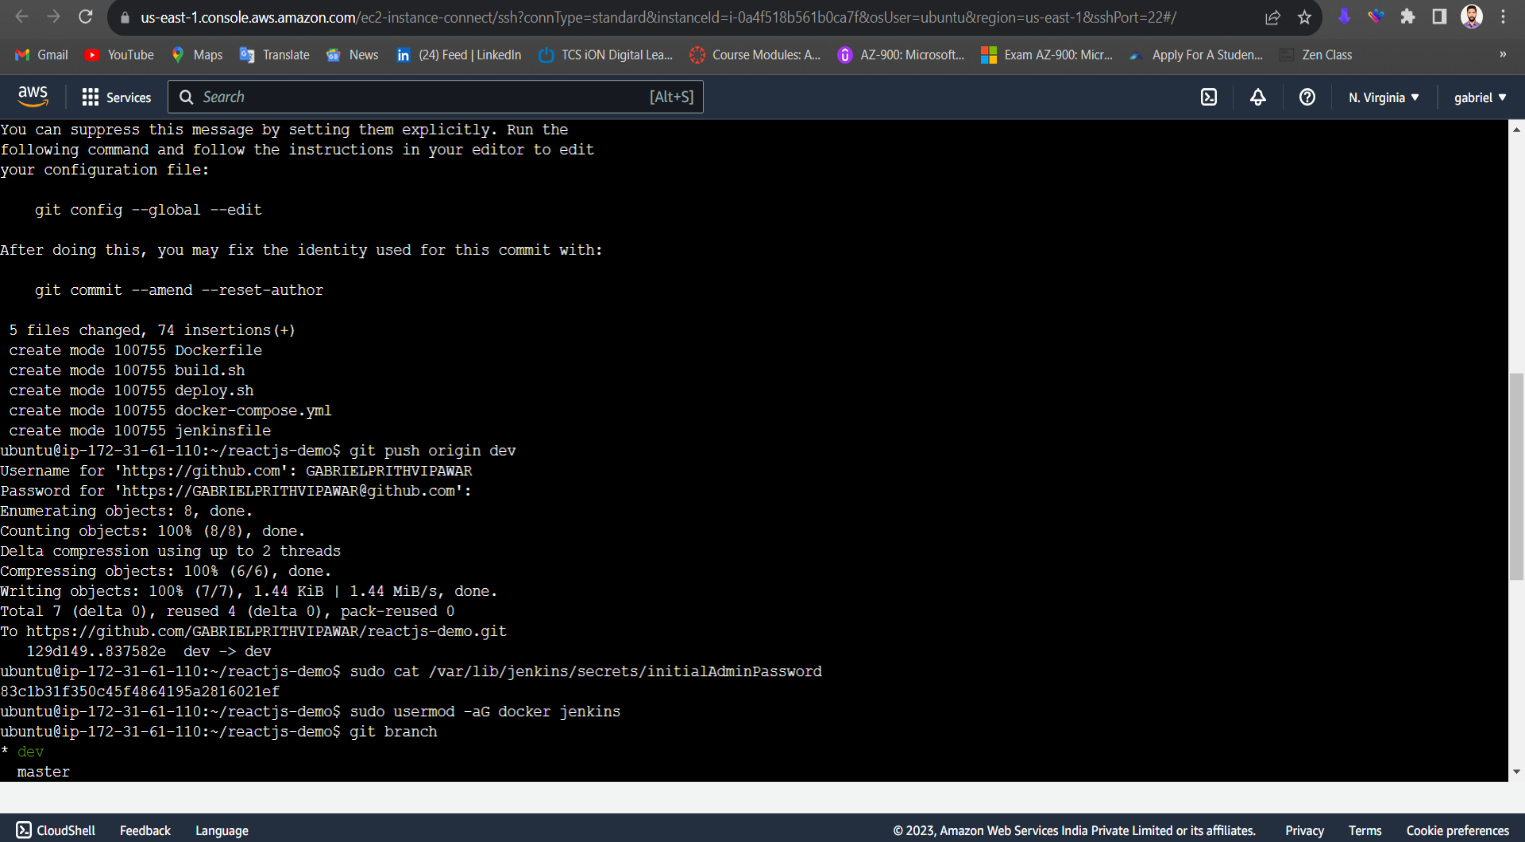 us-east-1.console.aws.amazon.com/ec2-instance-connect/ssh?connType=standard&instanceId=i-0a4f518b561b0ca7f&osUser=ubuntu&region=us-east-1&sshPort=22#/
Gmail YouTube Maps Translate News (24) Feed | LinkedIn TCS iON Digital Lea... Course Modules: A... AZ-900: Microsoft... Exam AZ-900: Micr... Apply For A Studen... Zen Class »
aws Services Search [Alt+S] N. Virginia ▼ gabriel ▼
You can suppress this message by setting them explicitly. Run the
following command and follow the instructions in your editor to edit
your configuration file:
git config --global --edit
After doing this, you may fix the identity used for this commit with:
git commit --amend --reset-author
5 files changed, 74 insertions(+)
create mode 100755 Dockerfile
create mode 100755 build.sh
create mode 100755 deploy.sh
create mode 100755 docker-compose.yml
create mode 100755 jenkinsfile
ubuntu@ip-172-31-61-110:~/reactjs-demo$ git push origin dev
Username for 'https://github.com': GABRIELPRITHVIPAWAR
Password for 'https://GABRIELPRITHVIPAWAR@github.com':
Enumerating objects: 8, done.
Counting objects: 100% (8/8), done.
Delta compression using up to 2 threads
Compressing objects: 100% (6/6), done.
Writing objects: 100% (7/7), 1.44 KiB | 1.44 MiB/s, done.
Total 7 (delta 0), reused 4 (delta 0), pack-reused 0
To https://github.com/GABRIELPRITHVIPAWAR/reactjs-demo.git
129d149..837582e  dev -> dev
ubuntu@ip-172-31-61-110:~/reactjs-demo$ sudo cat /var/lib/jenkins/secrets/initialAdminPassword
83c1b31f350c45f4864195a2816021ef
ubuntu@ip-172-31-61-110:~/reactjs-demo$ sudo usermod -aG docker jenkins
ubuntu@ip-172-31-61-110:~/reactjs-demo$ git branch
* dev
master
CloudShell Feedback Language © 2023, Amazon Web Services India Private Limited or its affiliates. Privacy Terms Cookie preferences